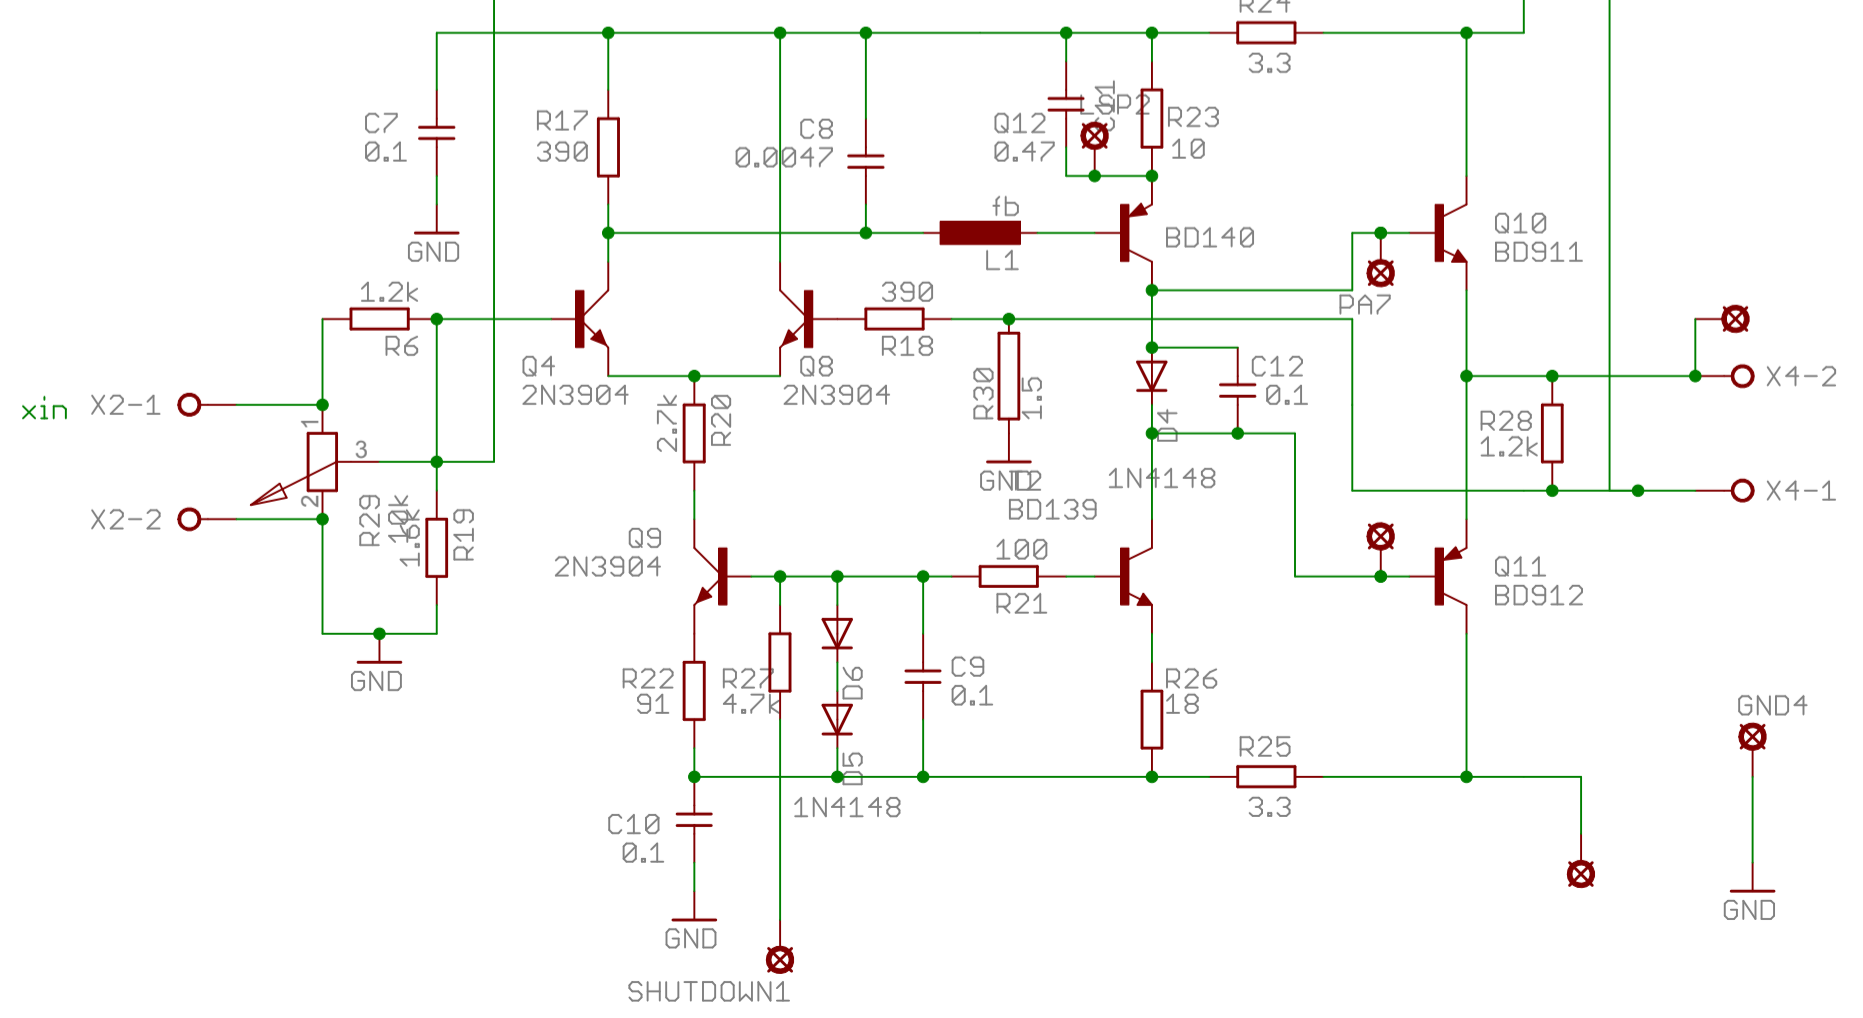 R24
3.3
C7
0.1
GND
R17
390
C8
0.0047
Q12
0.47
R23
10
fb
L1
BD140
Q10
BD911
PA7
1.2k
R6
Q4
2N3904
Q8
2N3904
390
R18
R30
1.5
GND
C12
0.1
D4
1N4148
X4-2
R28
1.2k
X4-1
xin
X2-1
1
3
2
X2-2
R29
10k
1.6k
R19
GND
2.7k
R20
BD139
Q9
2N3904
100
R21
Q11
BD912
R22
91
R27
4.7k
D6
D5
1N4148
C9
0.1
R26
18
R25
3.3
C10
0.1
GND
SHUTDOWN1
GND4
GND